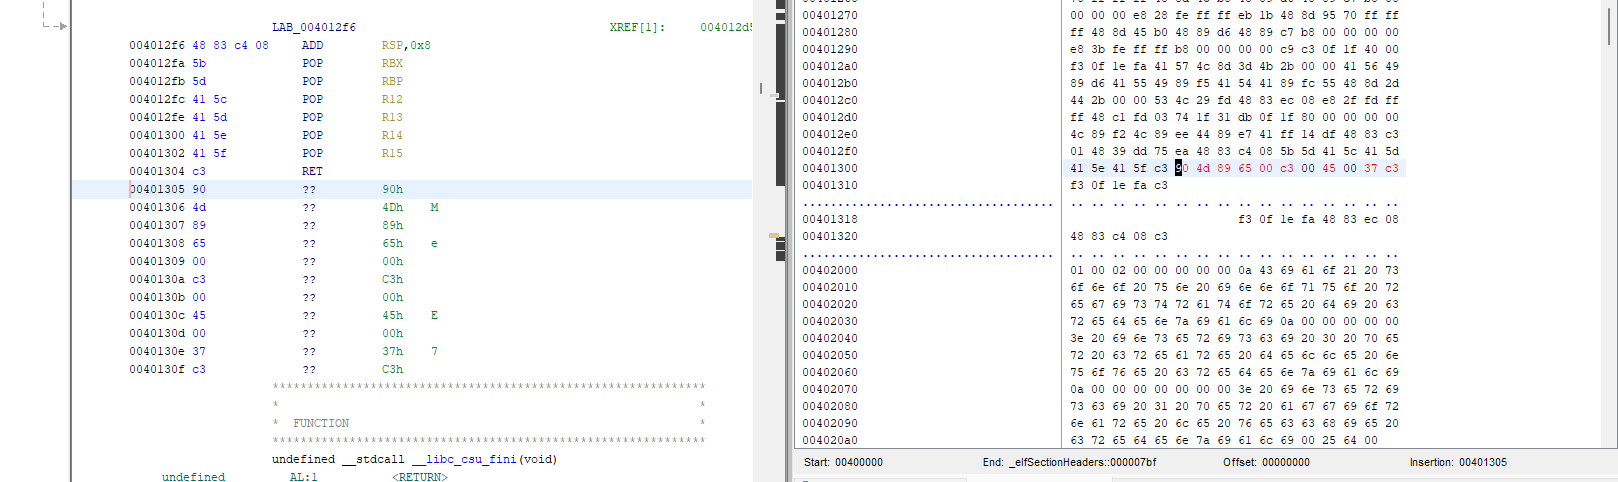 LAB_004012f6 XREF[1]: 004012d5
004012f6 48 83 c4 08 ADD RSP,0x8
004012fa 5b POP RBX
004012fb 5d POP RBP
004012fc 41 5c POP R12
004012fe 41 5d POP R13
00401300 41 5e POP R14
00401302 41 5f POP R15
00401304 c3 RET
00401305 90 ?? 90h
00401306 4d ?? 4Dh M
00401307 89 ?? 89h
00401308 65 ?? 65h e
00401309 00 ?? 00h
0040130a c3 ?? C3h
0040130b 00 ?? 00h
0040130c 45 ?? 45h E
0040130d 00 ?? 00h
0040130e 37 ?? 37h 7
0040130f c3 ?? C3h
****************************************************************
* *
* FUNCTION *
****************************************************************
undefined __stdcall __libc_csu_fini(void)
undefined AL:1 <RETURN>
00401270 00 00 00 e8 28 fe ff ff eb 1b 48 8d 95 70 ff ff
00401280 ff 48 8d 45 b0 48 89 d6 48 89 c7 b8 00 00 00 00
00401290 e8 3b fe ff ff b8 00 00 00 00 c9 c3 0f 1f 40 00
004012a0 f3 0f 1e fa 41 57 4c 8d 3d 4b 2b 00 00 41 56 49
004012b0 89 d6 41 55 49 89 f5 41 54 41 89 fc 55 48 8d 2d
004012c0 44 2b 00 00 53 4c 29 fd 48 83 ec 08 e8 2f fd ff
004012d0 ff 48 c1 fd 03 74 1f 31 db 0f 1f 80 00 00 00 00
004012e0 4c 89 f2 4c 89 ee 44 89 e7 41 ff 14 df 48 83 c3
004012f0 01 48 39 dd 75 ea 48 83 c4 08 5b 5d 41 5c 41 5d
00401300 41 5e 41 5f c3 90 4d 89 65 00 c3 00 45 00 37 c3
00401310 f3 0f 1e fa c3
.................................. .. .. .. .. .. .. .. .. .. .. .. .. .. .. .. ..
00401318 f3 0f 1e fa 48 83 ec 08
00401320 48 83 c4 08 c3
.................................. .. .. .. .. .. .. .. .. .. .. .. .. .. .. .. ..
00402000 01 00 02 00 00 00 00 00 0a 43 69 61 6f 21 20 73
00402010 6f 6e 6f 20 75 6e 20 69 6e 6e 6f 71 75 6f 20 72
00402020 65 67 69 73 74 72 61 74 6f 72 65 20 64 69 20 63
00402030 72 65 64 65 6e 7a 69 61 6c 69 0a 00 00 00 00 00
00402040 3e 20 69 6e 73 65 72 69 73 63 69 20 30 20 70 65
00402050 72 20 63 72 65 61 72 65 20 64 65 6c 6c 65 20 6e
00402060 75 6f 76 65 20 63 72 65 64 65 6e 7a 69 61 6c 69
00402070 0a 00 00 00 00 00 00 00 3e 20 69 6e 73 65 72 69
00402080 73 63 69 20 31 20 70 65 72 20 61 67 67 69 6f 72
00402090 6e 61 72 65 20 6c 65 20 76 65 63 63 68 69 65 20
004020a0 63 72 65 64 65 6e 7a 69 61 6c 69 00 25 64 00
Start: 00400000 End: _elfSectionHeaders::000007bf Offset: 00000000 Insertion: 00401305